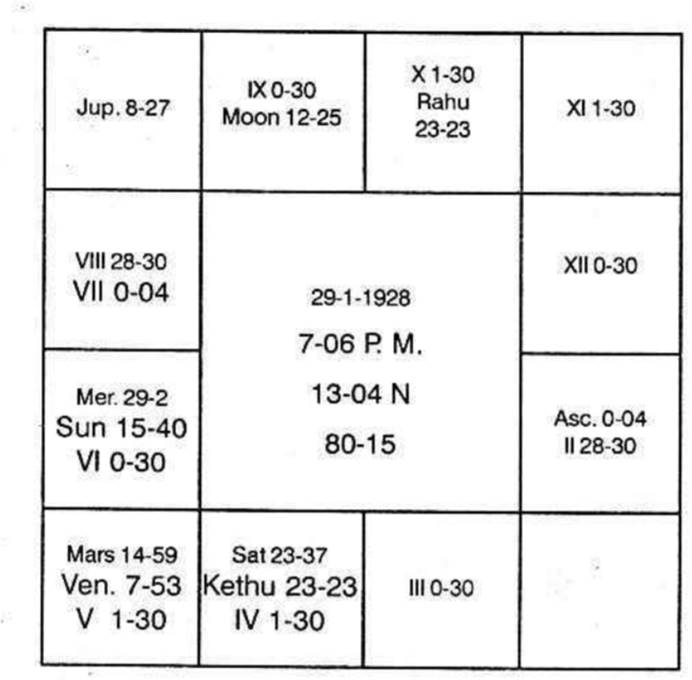 Jup. 8-27
IX 0-30
Moon 12-25
X 1-30
Rahu
23-23
XI 1-30
VIII 28-30
VII 0-04
29-1-1928
7-06 P. M.
13-04 N
80-15
XII 0-30
Mer. 29-2
Sun 15-40
VI 0-30
Asc. 0-04
II 28-30
Mars 14-59
Ven. 7-53
V 1-30
Sat 23-37
Kethu 23-23
IV 1-30
III 0-30